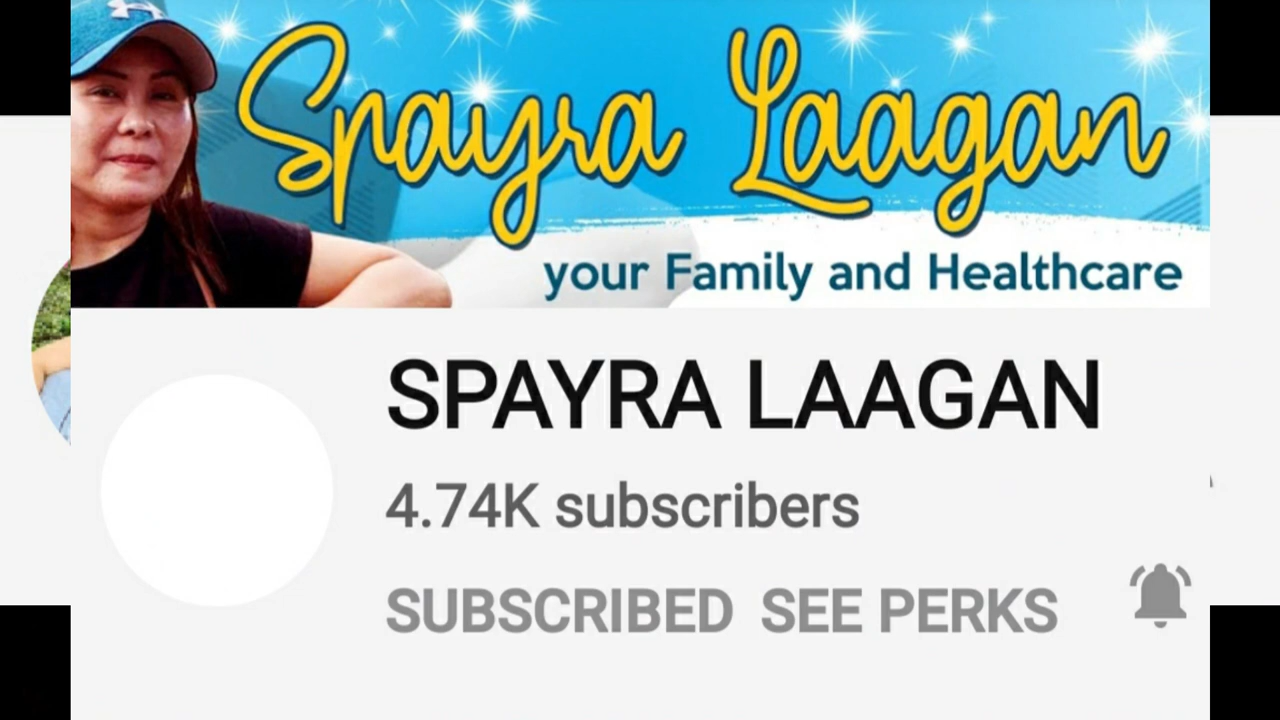 Spayra Laagan
your Family and Healthcare
SPAYRA LAAGAN
4.74K subscribers
SUBSCRIBED SEE PERKS